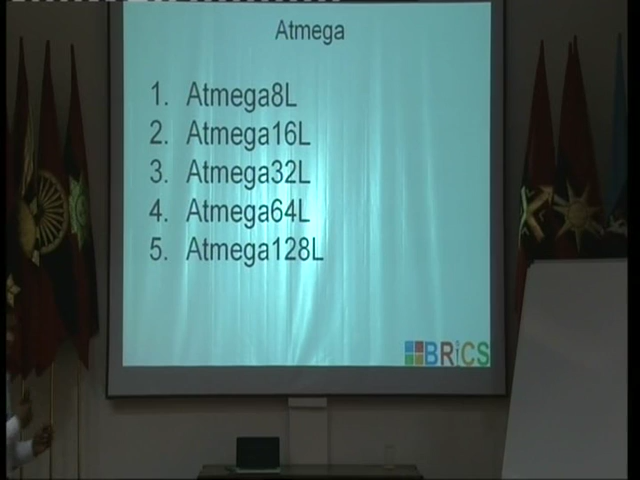 Atmega
1. Atmega8L
2. Atmega16L
3. Atmega32L
4. Atmega64L
5. Atmega128L
BRiCS